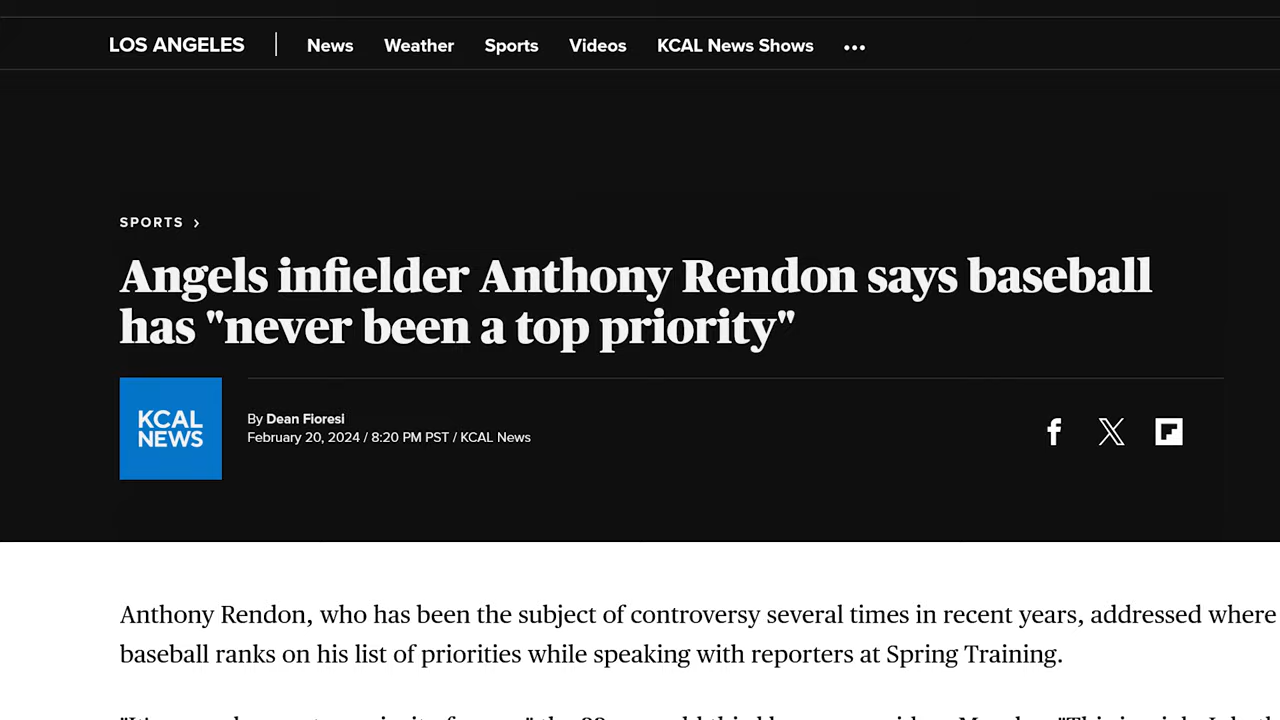 LOS ANGELES News Weather Sports Videos KCAL News Shows
SPORTS
Angels infielder Anthony Rendon says baseball
has "never been a top priority"
KCAL
NEWS
By Dean Fioresi
February 20, 2024 / 8:20 PM PST / KCAL News
Anthony Rendon, who has been the subject of controversy several times in recent years, addressed where
baseball ranks on his list of priorities while speaking with reporters at Spring Training.